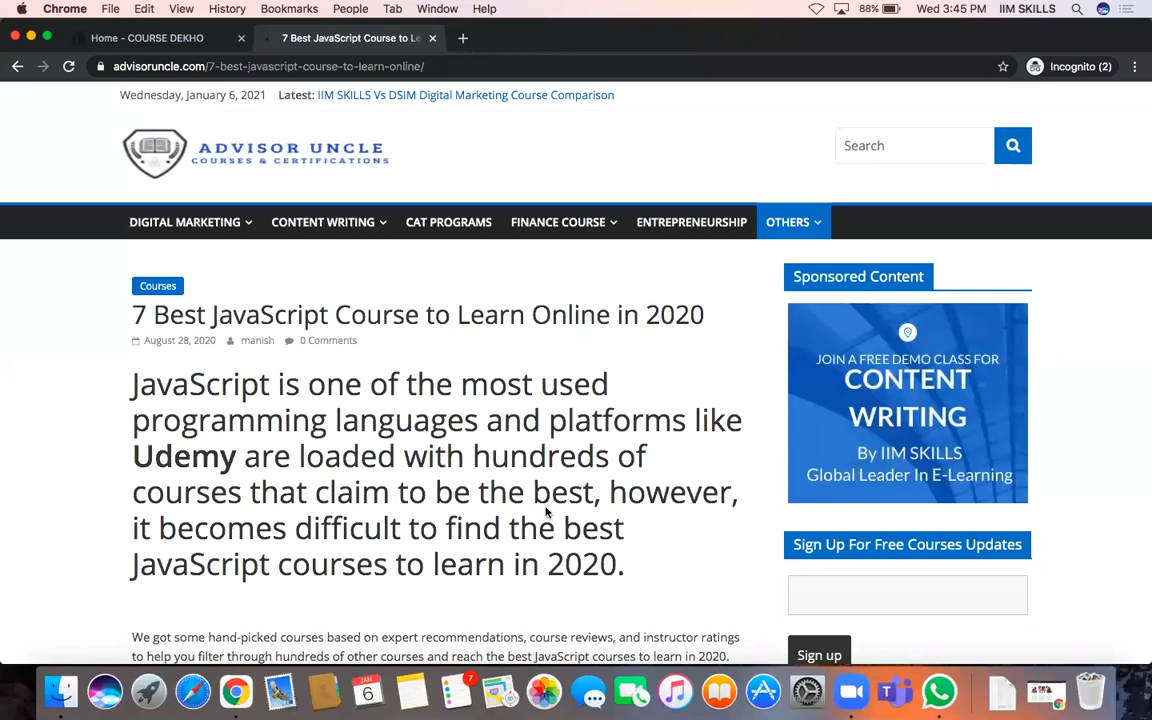 Chrome File Edit View History Bookmarks People Tab Window Help 88% Wed 3:45 PM IIM SKILLS
Home - COURSE DEKHO 7 Best JavaScript Course to Le
advisoruncle.com/7-best-javascript-course-to-learn-online/ Incognito (2)
Wednesday, January 6, 2021 Latest: IIM SKILLS Vs DSIM Digital Marketing Course Comparison
ADVISOR UNCLE
COURSES & CERTIFICATIONS
Search
DIGITAL MARKETING CONTENT WRITING CAT PROGRAMS FINANCE COURSE ENTREPRENEURSHIP OTHERS
Courses
7 Best JavaScript Course to Learn Online in 2020
August 28, 2020 manish 0 Comments
JavaScript is one of the most used
programming languages and platforms like
Udemy are loaded with hundreds of
courses that claim to be the best, however,
it becomes difficult to find the best
JavaScript courses to learn in 2020.
We got some hand-picked courses based on expert recommendations, course reviews, and instructor ratings
to help you filter through hundreds of other courses and reach the best JavaScript courses to learn in 2020.
Sponsored Content
JOIN A FREE DEMO CLASS FOR
CONTENT
WRITING
By IIM SKILLS
Global Leader In E-Learning
Sign Up For Free Courses Updates
Sign up
JAN
6
7